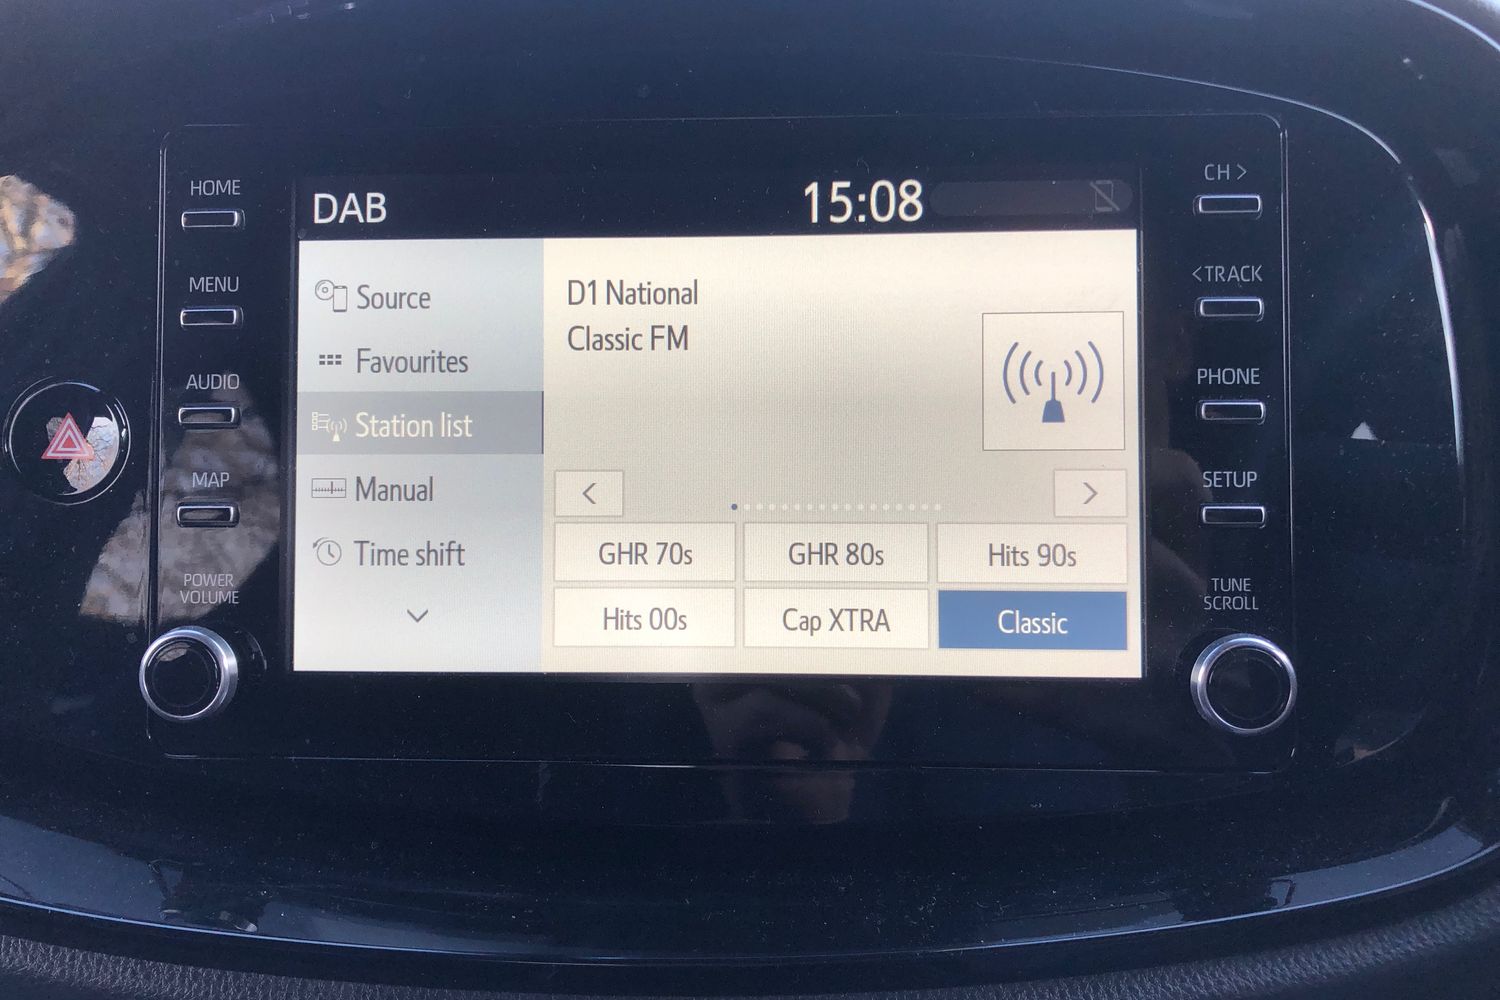 HOME
MENU
AUDIO
MAP
POWER
VOLUME
DAB
15:08
Source
Favourites
Station list
Manual
Time shift
D1 National
Classic FM
<
>
GHR 70s
GHR 80s
Hits 90s
Hits 00s
Cap XTRA
Classic
CH >
<TRACK
PHONE
SETUP
TUNE
SCROLL